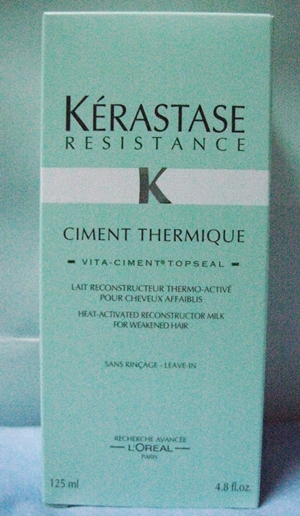 KÉRASTASE
RESISTANCE
K
CIMENT THERMIQUE
- VITA-CIMENT® TOPSEAL -
LAIT RECONSTRUCTEUR THERMO-ACTIVÉ
POUR CHEVEUX AFFAIBLIS
HEAT-ACTIVATED RECONSTRUCTOR MILK
FOR WEAKENED HAIR
SANS RINÇAGE - LEAVE-IN
RECHERCHE AVANCÉE
- L'ORÉAL -
PARIS
125 ml 4.8 fl.oz.